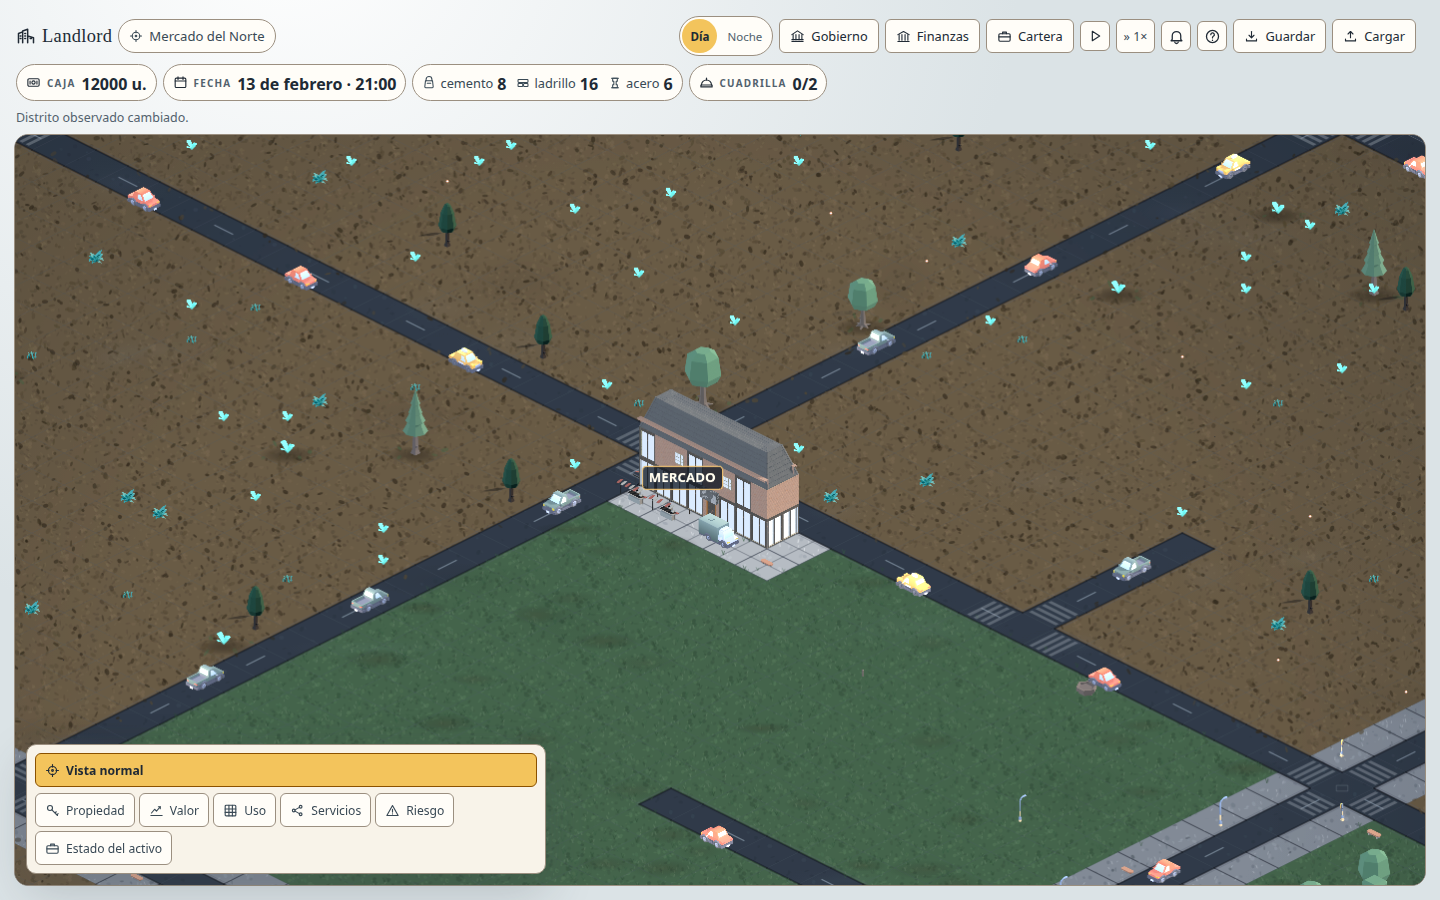 Landlord
Mercado del Norte
Día
Noche
Gobierno
Finanzas
Cartera
» 1×
Guardar
Cargar
CAJA 12000 u.
FECHA 13 de febrero · 21:00
cemento 8 ladrillo 16 acero 6
CUADRILLA 0/2
Distrito observado cambiado.
MERCADO
Vista normal
Propiedad
Valor
Uso
Servicios
Riesgo
Estado del activo